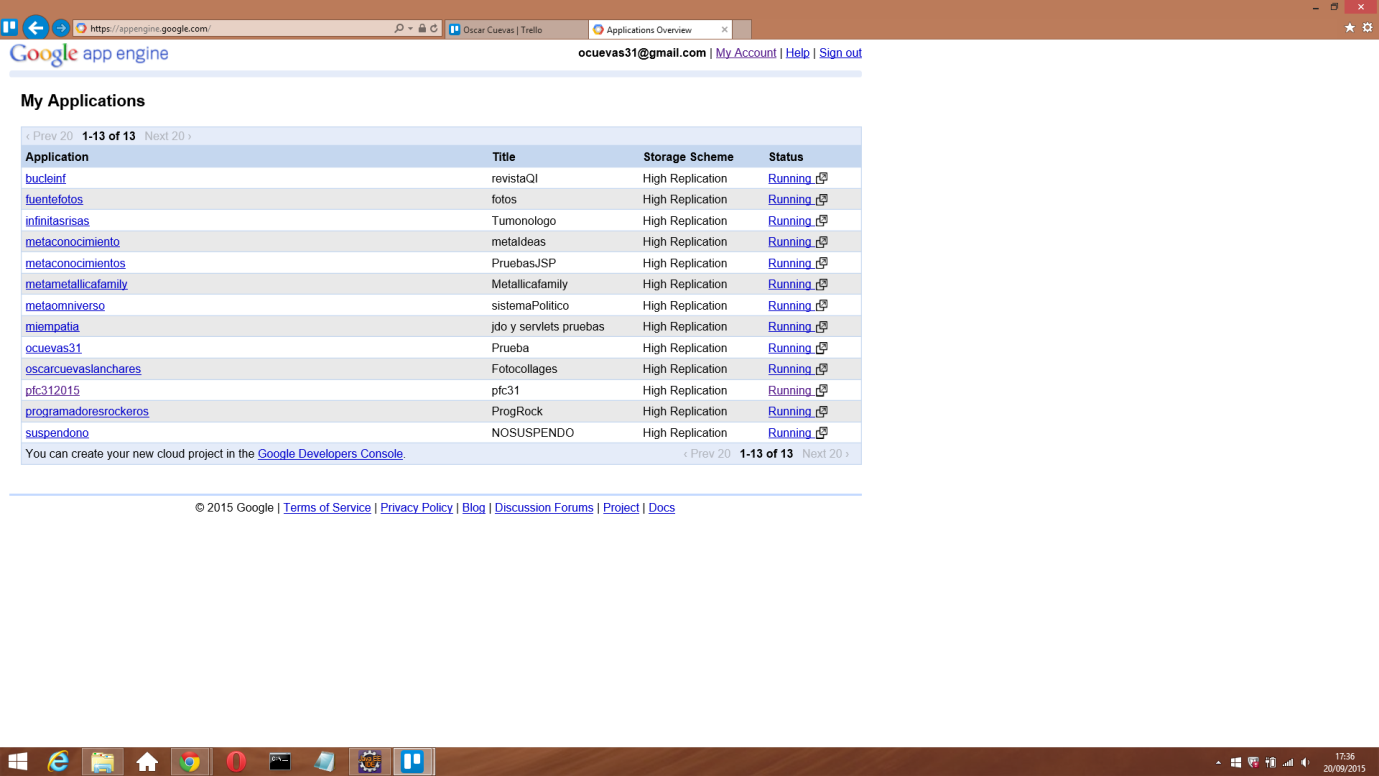 https://appengine.google.com/
Oscar Cuevas | Trello
Applications Overview
Google app engine
ocuevas31@gmail.com | My Account | Help | Sign out
My Applications
‹ Prev 20 1-13 of 13 Next 20 ›
Application Title Storage Scheme Status
bucleinf revistaQI High Replication Running
fuentefotos fotos High Replication Running
infinitasrisas Tumonologo High Replication Running
metaconocimiento metaIdeas High Replication Running
metaconocimientos PruebasJSP High Replication Running
metametallicafamily Metallicafamily High Replication Running
metaomniverso sistemaPolitico High Replication Running
miempatia jdo y servlets pruebas High Replication Running
ocuevas31 Prueba High Replication Running
oscarcuevaslanchares Fotocollages High Replication Running
pfc312015 pfc31 High Replication Running
programadoresrockeros ProgRock High Replication Running
suspendono NOSUSPENDO High Replication Running
You can create your new cloud project in the Google Developers Console. ‹ Prev 20 1-13 of 13 Next 20 ›
© 2015 Google | Terms of Service | Privacy Policy | Blog | Discussion Forums | Project | Docs
17:36
20/09/2015